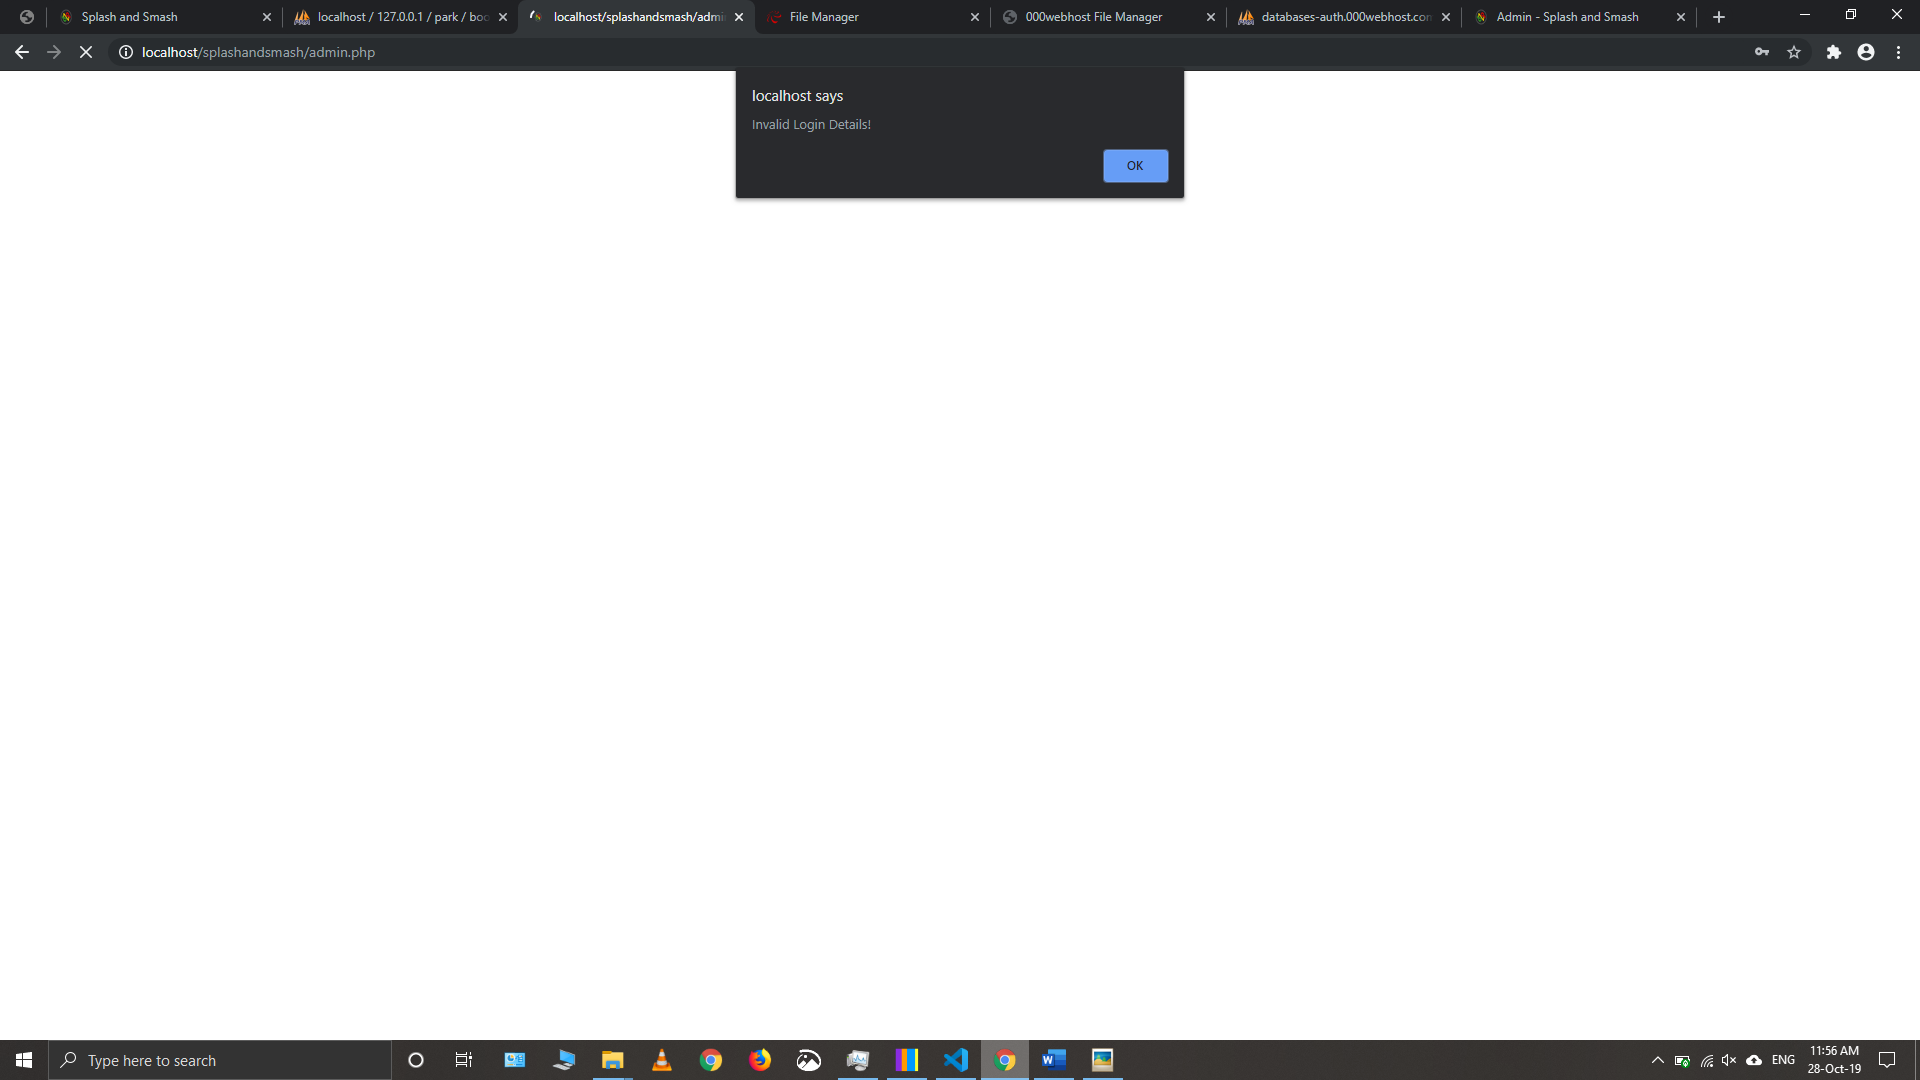 Splash and Smash
localhost / 127.0.0.1 / park / boo
localhost/splashandsmash/admi
File Manager
000webhost File Manager
databases-auth.000webhost.con
Admin - Splash and Smash
localhost/splashandsmash/admin.php
localhost says
Invalid Login Details!
OK
Type here to search
ENG
11:56 AM
28-Oct-19